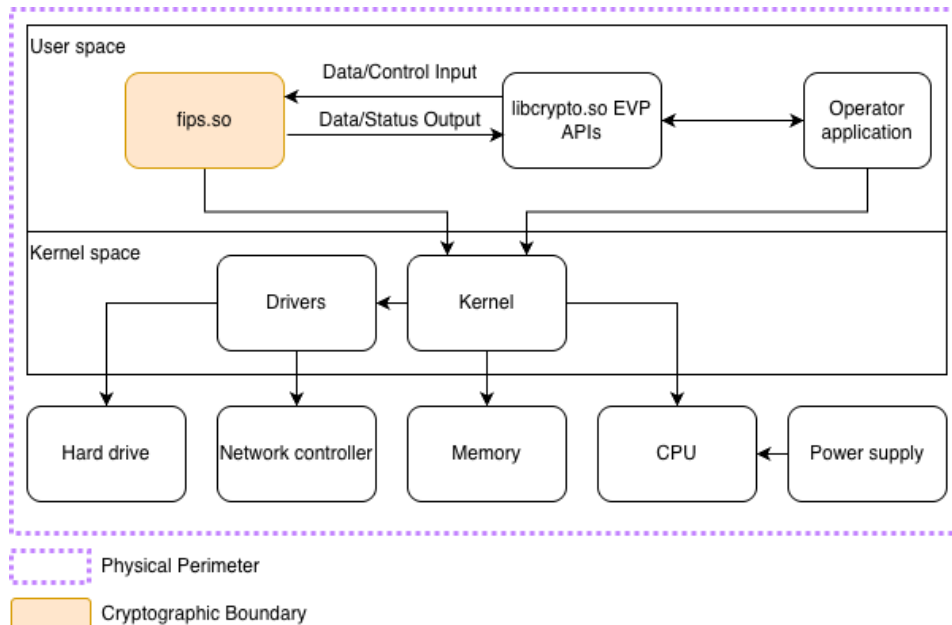 User space
Data/Control Input
fips.so
Data/Status Output
libcrypto.so EVP
APIs
Operator
application
Kernel space
Drivers
Kernel
Hard drive
Network controller
Memory
CPU
Power supply
Physical Perimeter
Cryptographic Boundary